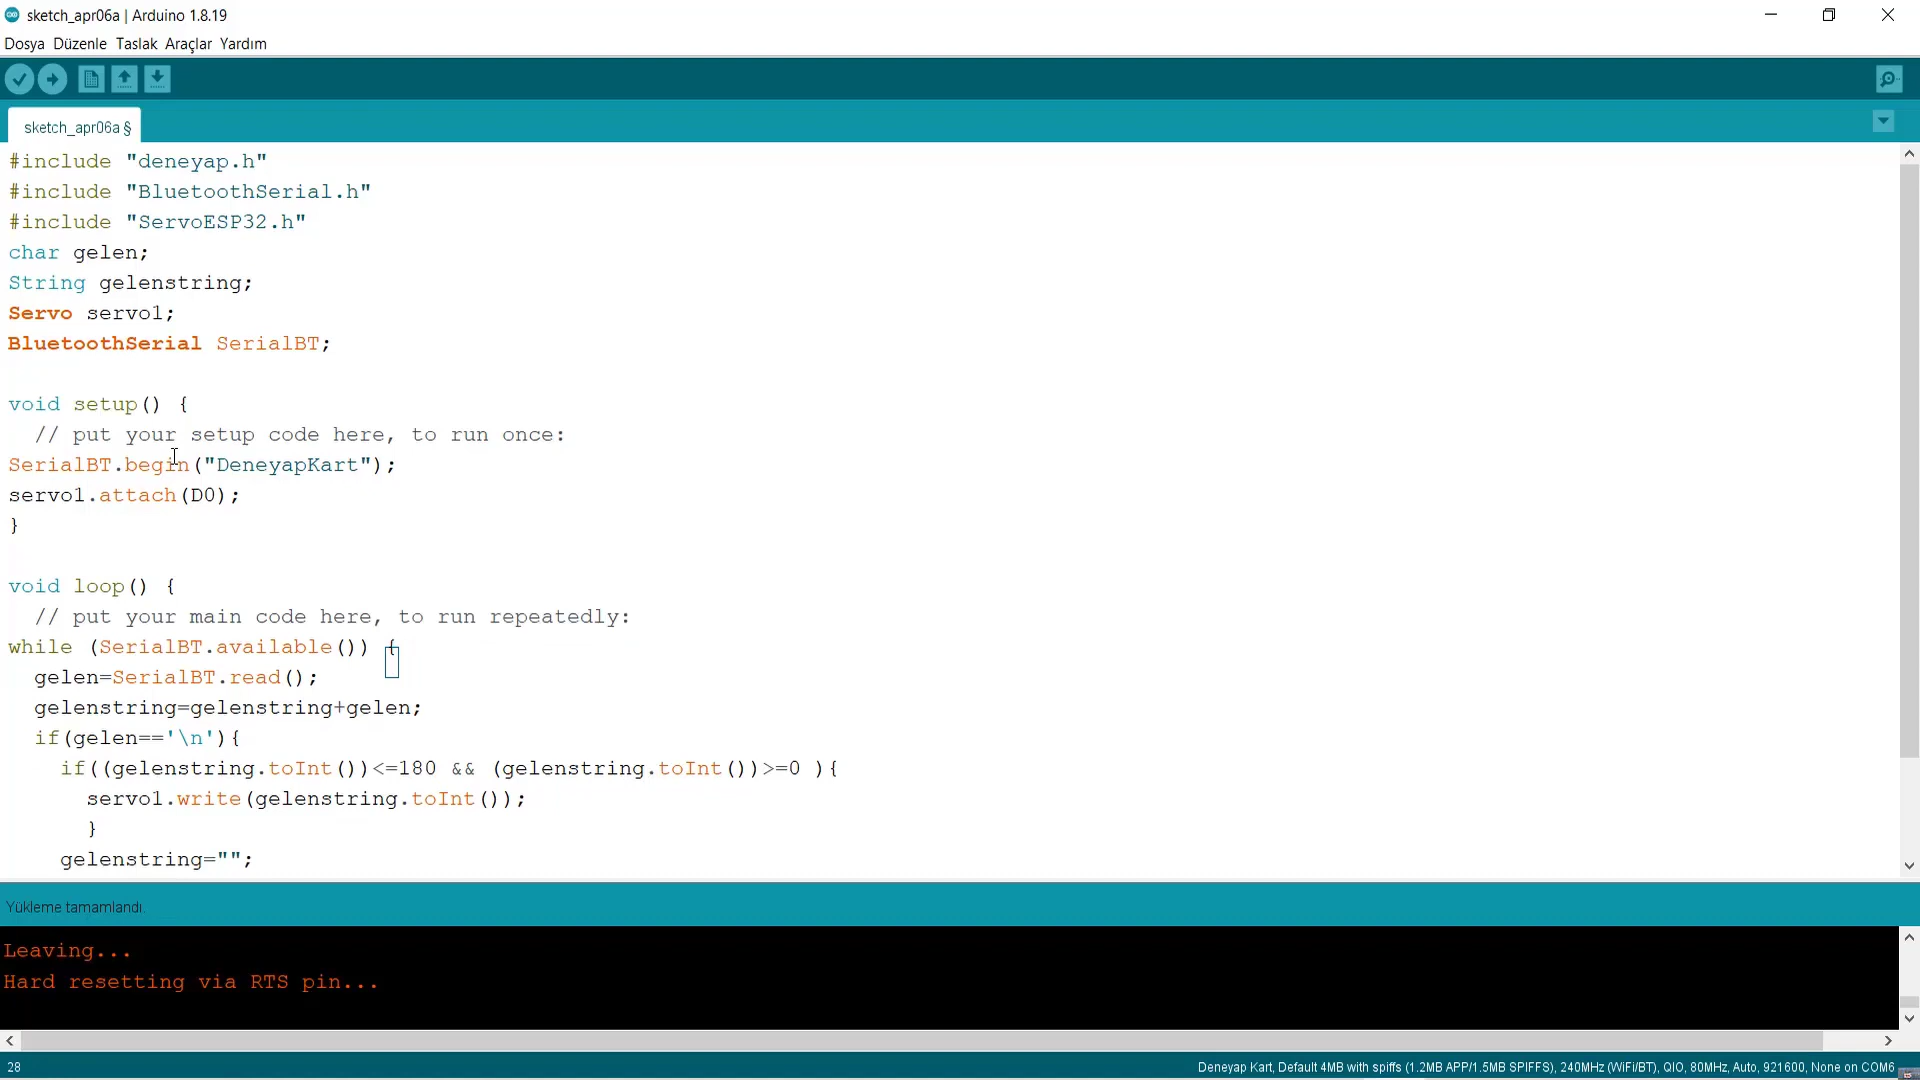 sketch_apr06a | Arduino 1.8.19
Dosya Düzenle Taslak Araçlar Yardım
sketch_apr06a §
#include "deneyap.h"
#include "BluetoothSerial.h"
#include "ServoESP32.h"
char gelen;
String gelenstring;
Servo servo1;
BluetoothSerial SerialBT;
void setup() {
  // put your setup code here, to run once:
SerialBT.begin("DeneyapKart");
servo1.attach(D0);
}
void loop() {
  // put your main code here, to run repeatedly:
while (SerialBT.available()) {
  gelen=SerialBT.read();
  gelenstring=gelenstring+gelen;
  if(gelen=='\n'){
    if((gelenstring.toInt())<=180 && (gelenstring.toInt())>=0 ){
      servo1.write(gelenstring.toInt());
      }
    gelenstring="";
Yükleme tamamlandı.
Leaving...
Hard resetting via RTS pin...
28
Deneyap Kart, Default 4MB with spiffs (1.2MB APP/1.5MB SPIFFS), 240MHz (WiFi/BT), QIO, 80MHz, Auto, 921600, None on COM6